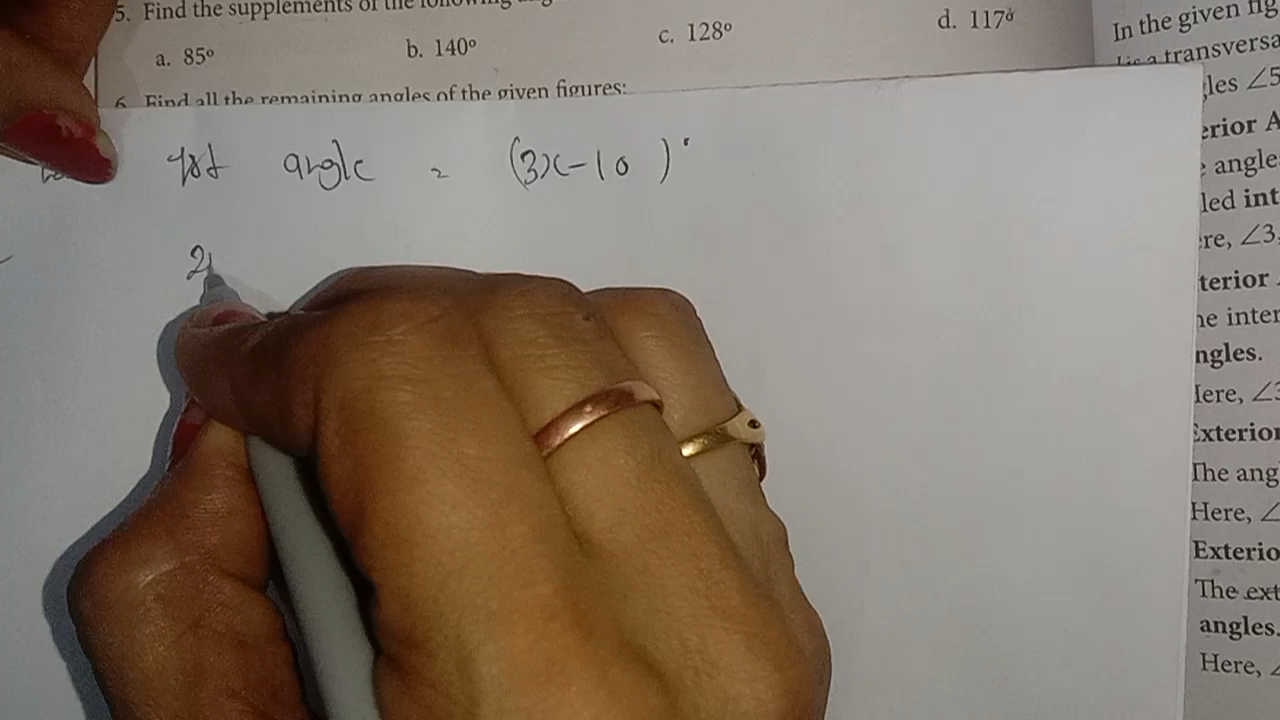 5. Find the supplements of the following
a. 85° b. 140° c. 128° d. 117°
6. Find all the remaining angles of the given figures:
1st angle = (3x-10)°
2
In the given fig
is a transversa
gles ∠5
erior A
angle
led int
re, ∠3
terior
he inter
ngles.
Here, ∠3
Exterior
The ang
Here, ∠
Exterio
The ext
angles.
Here, ∠